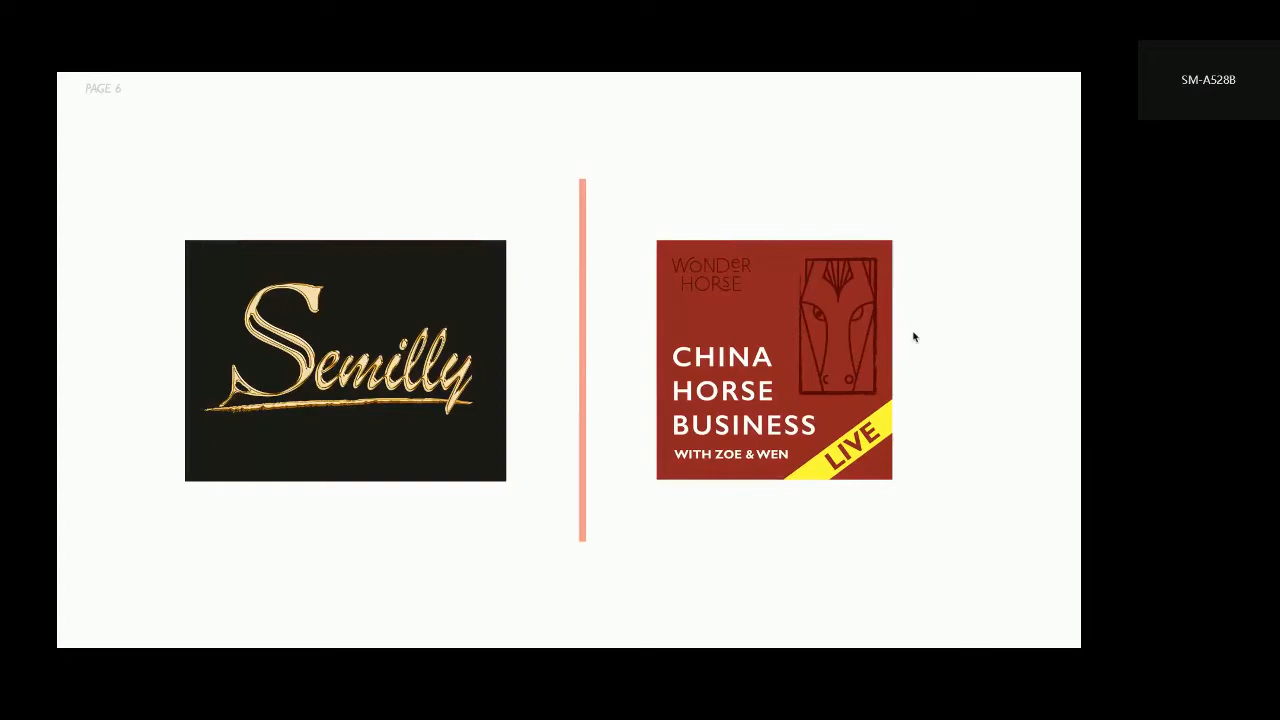 PAGE 6
SM-A528B
Semilly
WONDeR
HORSE
CHINA
HORSE
BUSINESS
WITH ZOE & WEN
LIVE